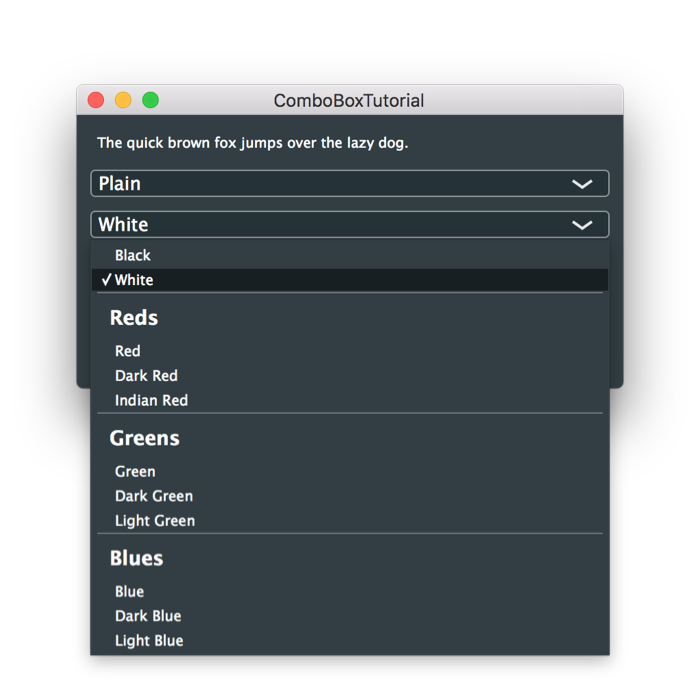 ComboBoxTutorial
The quick brown fox jumps over the lazy dog.
Plain
White
Black
✓ White
Reds
Red
Dark Red
Indian Red
Greens
Green
Dark Green
Light Green
Blues
Blue
Dark Blue
Light Blue